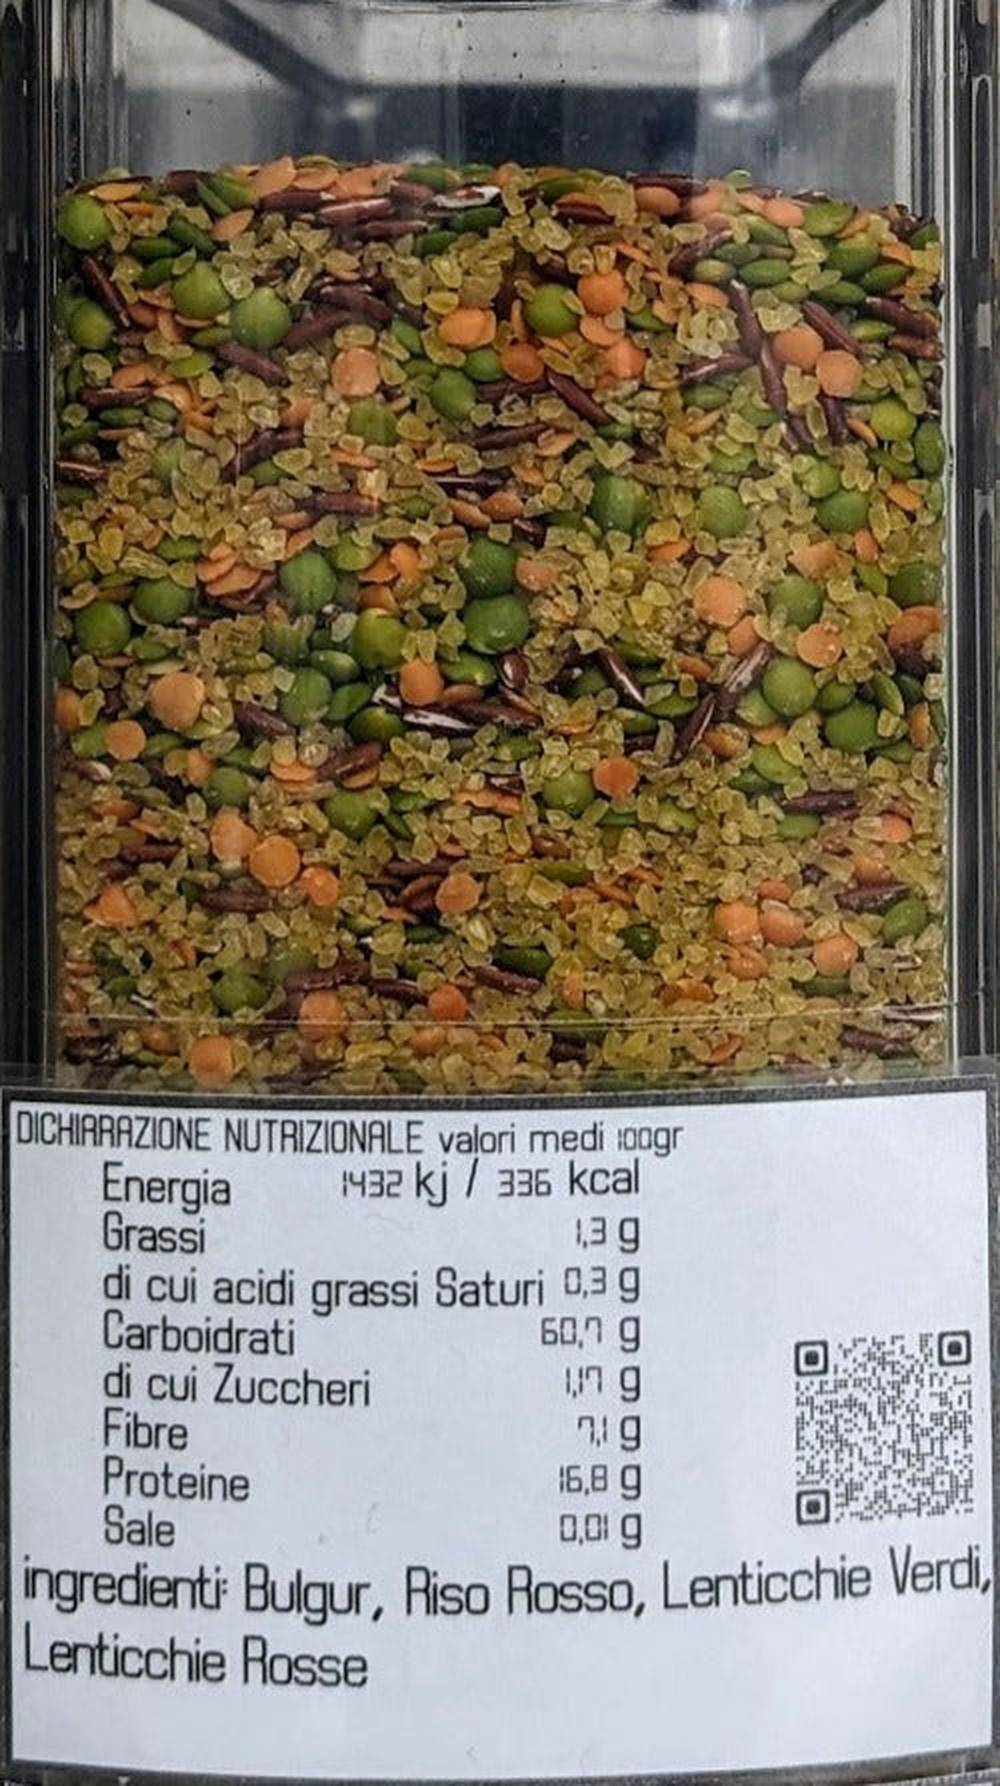 DICHIARAZIONE NUTRIZIONALE valori medi 100gr
Energia 1432 kj / 336 kcal
Grassi 1,3 g
di cui acidi grassi Saturi 0,3 g
Carboidrati 60,7 g
di cui Zuccheri 1,17 g
Fibre 7,1 g
Proteine 16,8 g
Sale 0,01 g
ingredienti: Bulgur, Riso Rosso, Lenticchie Verdi,
Lenticchie Rosse